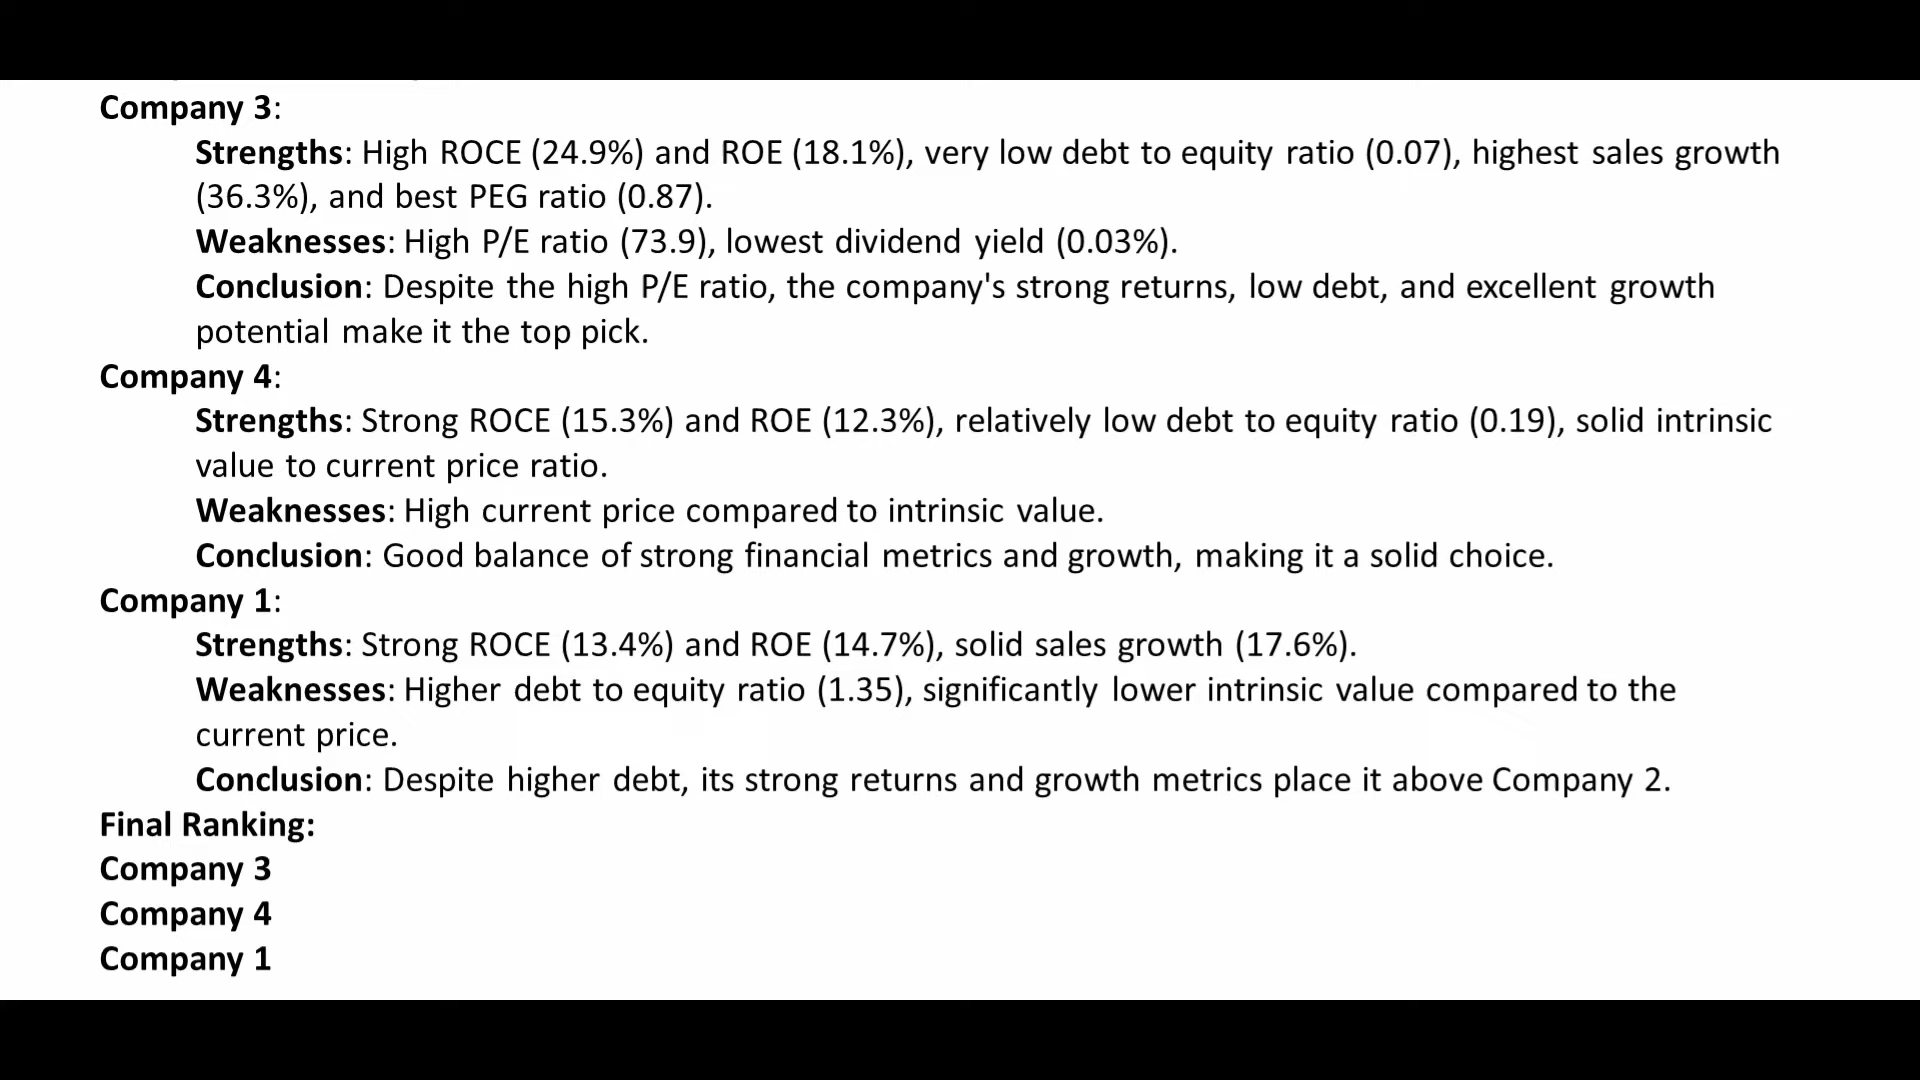 Company 3:
Strengths: High ROCE (24.9%) and ROE (18.1%), very low debt to equity ratio (0.07), highest sales growth
(36.3%), and best PEG ratio (0.87).
Weaknesses: High P/E ratio (73.9), lowest dividend yield (0.03%).
Conclusion: Despite the high P/E ratio, the company's strong returns, low debt, and excellent growth
potential make it the top pick.
Company 4:
Strengths: Strong ROCE (15.3%) and ROE (12.3%), relatively low debt to equity ratio (0.19), solid intrinsic
value to current price ratio.
Weaknesses: High current price compared to intrinsic value.
Conclusion: Good balance of strong financial metrics and growth, making it a solid choice.
Company 1:
Strengths: Strong ROCE (13.4%) and ROE (14.7%), solid sales growth (17.6%).
Weaknesses: Higher debt to equity ratio (1.35), significantly lower intrinsic value compared to the
current price.
Conclusion: Despite higher debt, its strong returns and growth metrics place it above Company 2.
Final Ranking:
Company 3
Company 4
Company 1